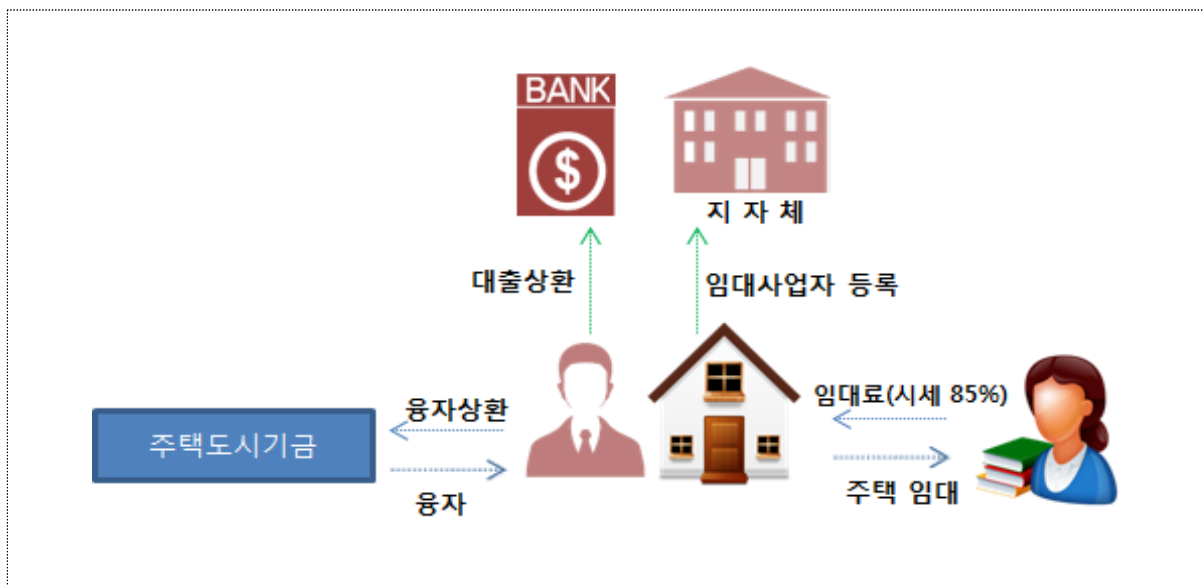 BANK
$
지 자 체
대출상환
임대사업자 등록
융자상환
임대료(시세 85%)
주택도시기금
융자
주택 임대